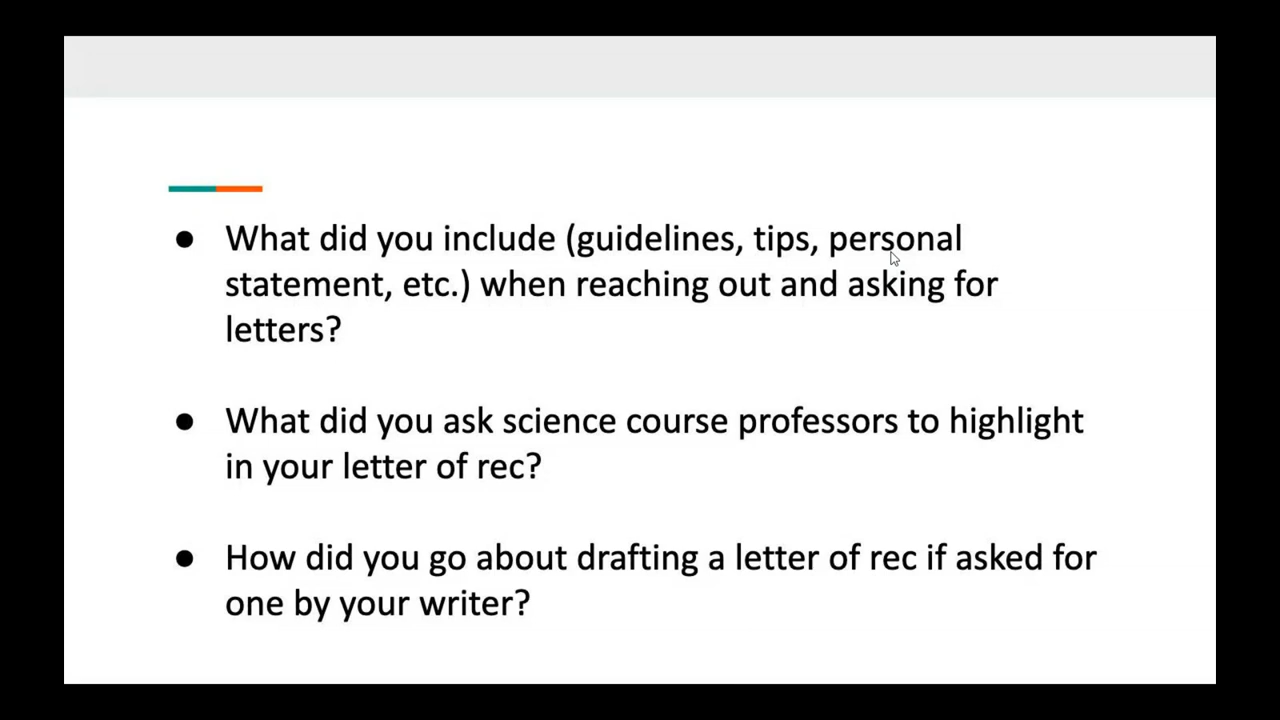 ● What did you include (guidelines, tips, personal
statement, etc.) when reaching out and asking for
letters?
● What did you ask science course professors to highlight
in your letter of rec?
● How did you go about drafting a letter of rec if asked for
one by your writer?